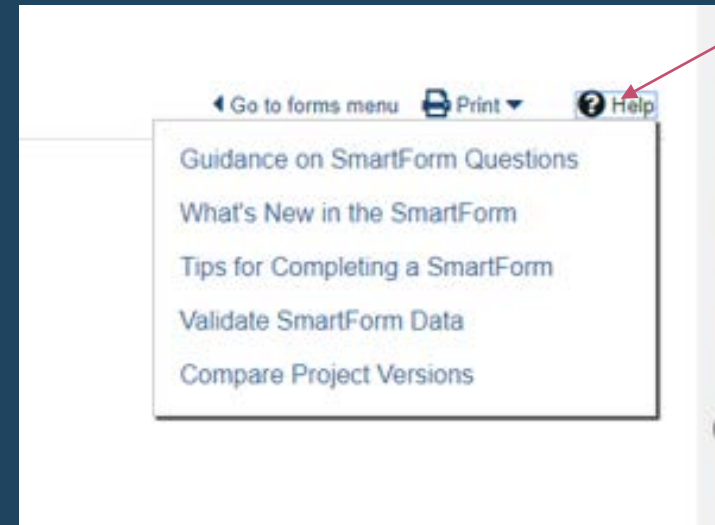 Go to forms menu Print Help
Guidance on SmartForm Questions
What's New in the SmartForm
Tips for Completing a SmartForm
Validate SmartForm Data
Compare Project Versions